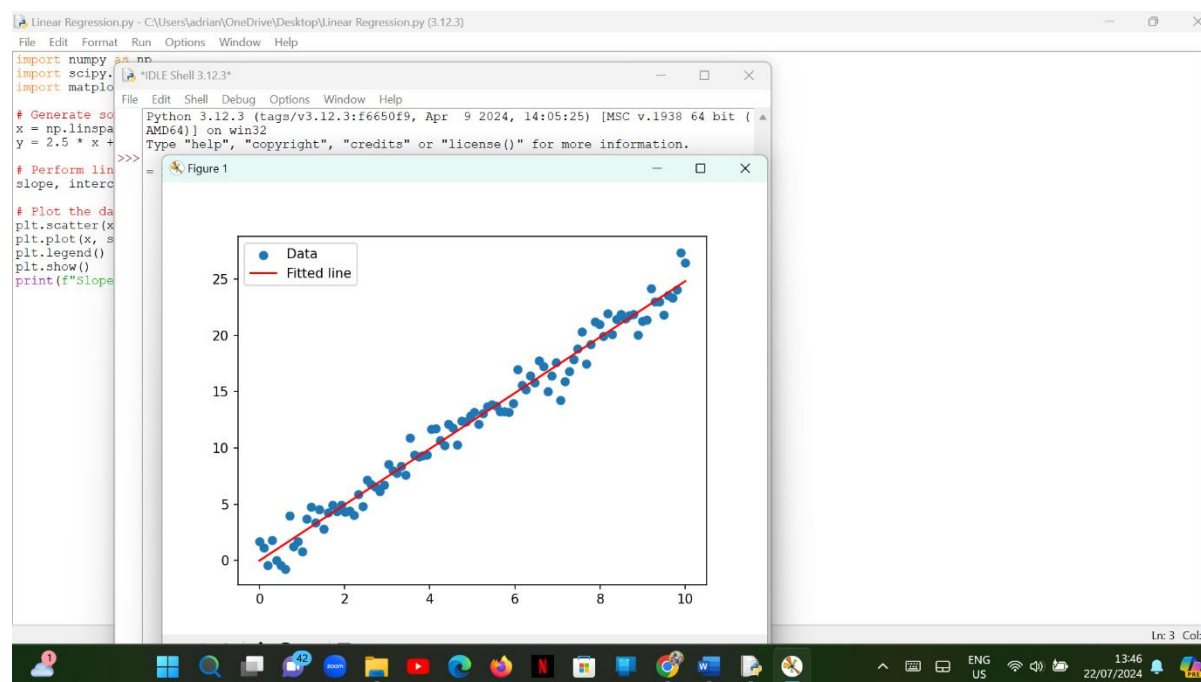 Linear Regression.py - C:\Users\adrian\OneDrive\Desktop\Linear Regression.py (3.12.3)
File Edit Format Run Options Window Help
import numpy as np
import scipy.
import matplo
# Generate so
x = np.linspa
y = 2.5 * x +
# Perform lin
slope, interc
# Plot the da
plt.scatter(x
plt.plot(x, s
plt.legend()
plt.show()
print(f"Slope
*IDLE Shell 3.12.3*
File Edit Shell Debug Options Window Help
Python 3.12.3 (tags/v3.12.3:f6650f9, Apr 9 2024, 14:05:25) [MSC v.1938 64 bit (
AMD64)] on win32
Type "help", "copyright", "credits" or "license()" for more information.
>>>
=
Figure 1
Data
Fitted line
25
20
15
10
5
0
0 2 4 6 8 10
Ln: 3 Col:
1
42
zoom
N
W
ENG
US
13:46
22/07/2024
PRE